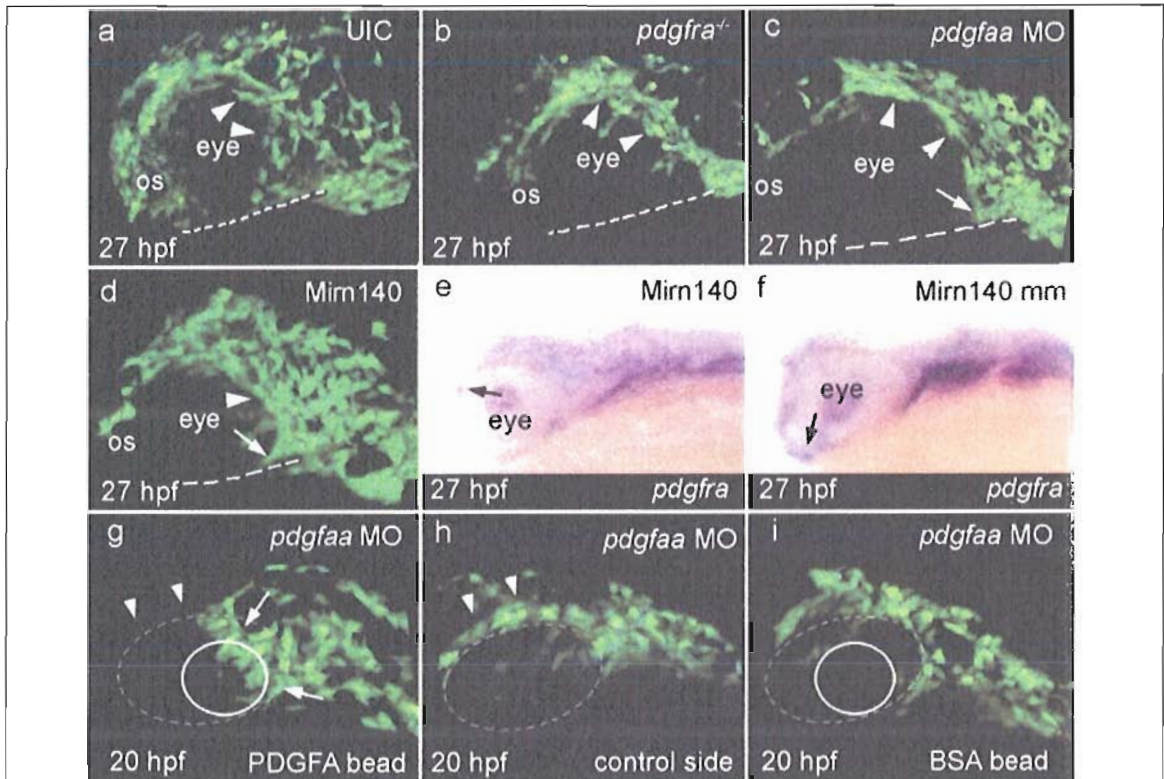 a UIC
eye
os
27 hpf
b pdgfra-/-
eye
os
27 hpf
c pdgfaa MO
eye
os
27 hpf
d Mirn140
eye
os
27 hpf
e Mirn140
eye
27 hpf pdgfra
f Mirn140 mm
eye
27 hpf pdgfra
g pdgfaa MO
20 hpf PDGFA bead
h pdgfaa MO
20 hpf control side
i pdgfaa MO
20 hpf BSA bead